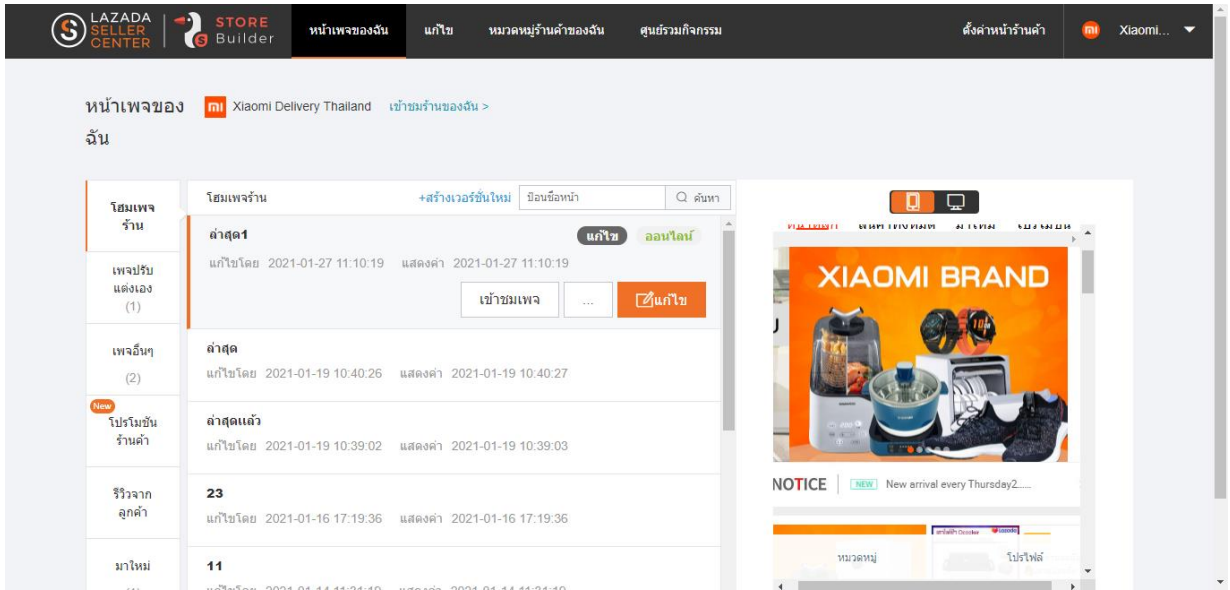 LAZADA
SELLER
CENTER
STORE
Builder
หน้าเพจของฉัน
แก้ไข
หมวดหมู่ร้านค้าของฉัน
ศูนย์รวมกิจกรรม
ตั้งค่าหน้าร้านค้า
Xiaomi...
หน้าเพจของ
ฉัน
Xiaomi Delivery Thailand
เข้าชมร้านของฉัน >
โฮมเพจ
ร้าน
เพจปรับ
แต่งเอง
(1)
เพจอื่นๆ
(2)
New
โปรโมชัน
ร้านค้า
รีวิวจาก
ลูกค้า
มาใหม่
โฮมเพจร้าน
+สร้างเวอร์ชั่นใหม่
ป้อนชื่อหน้า
ค้นหา
ล่าสุด1
แก้ไข
ออนไลน์
แก้ไขโดย 2021-01-27 11:10:19 แสดงค่า 2021-01-27 11:10:19
เข้าชมเพจ
...
แก้ไข
ล่าสุด
แก้ไขโดย 2021-01-19 10:40:26 แสดงค่า 2021-01-19 10:40:27
ล่าสุดแล้ว
แก้ไขโดย 2021-01-19 10:39:02 แสดงค่า 2021-01-19 10:39:03
23
แก้ไขโดย 2021-01-16 17:19:36 แสดงค่า 2021-01-16 17:19:36
11
XIAOMI BRAND
NOTICE
NEW
New arrival every Thursday2......
หมวดหมู่
โปรไฟล์